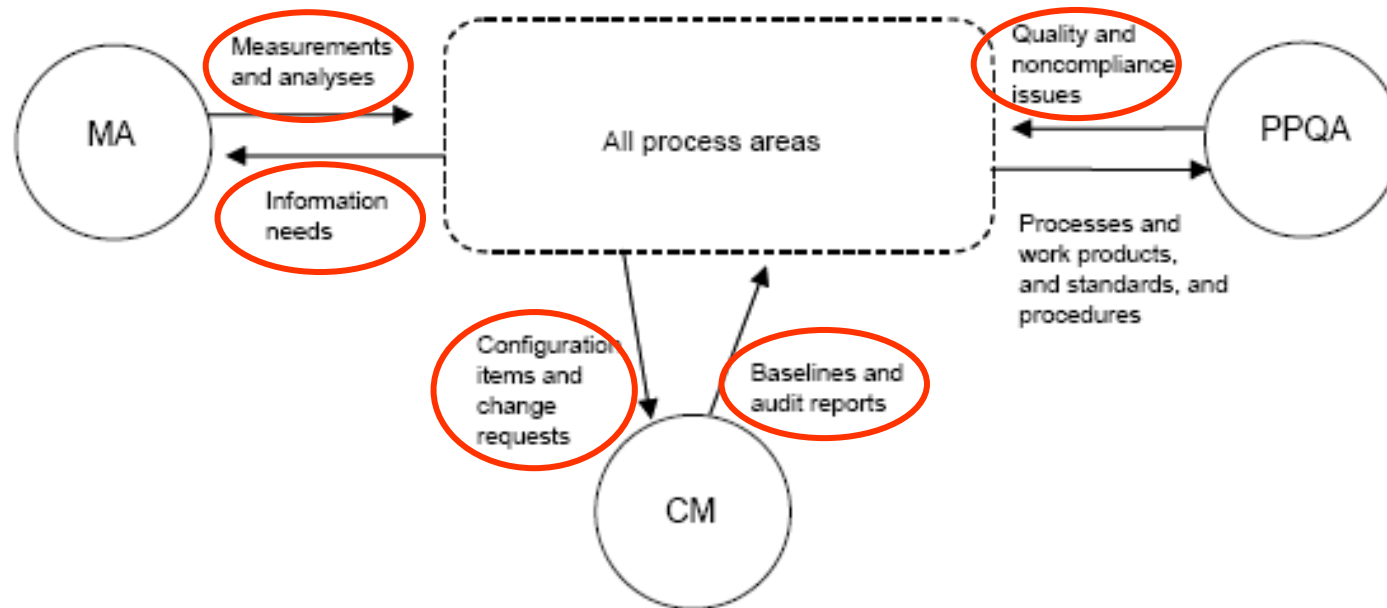 Measurements
and analyses
MA
Information
needs
All process areas
Quality and
noncompliance
issues
PPQA
Processes and
work products,
and standards, and
procedures
Configuration
items and
change
requests
Baselines and
audit reports
CM